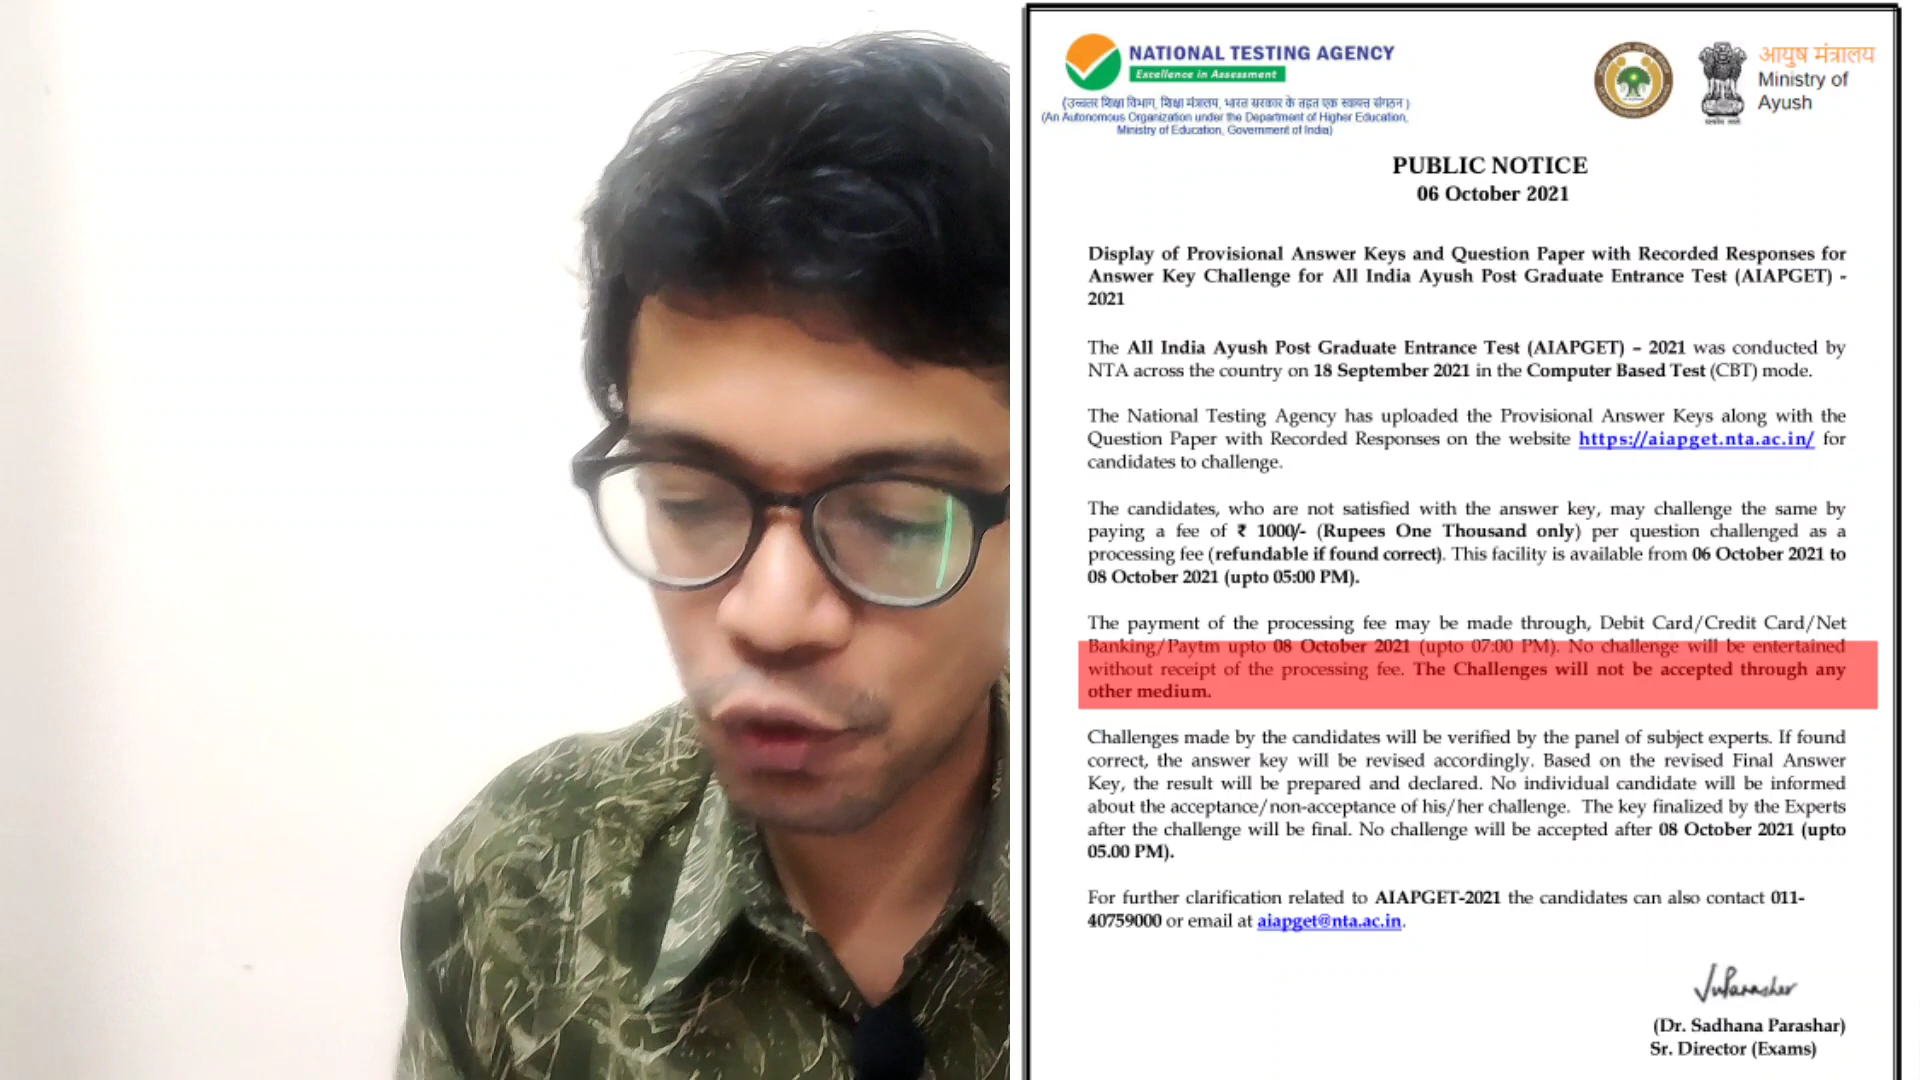 NATIONAL TESTING AGENCY
Excellence in Assessment
(उच्चतर शिक्षा विभाग, शिक्षा मंत्रालय, भारत सरकार के तहत एक स्वायत्त संगठन )
(An Autonomous Organization under the Department of Higher Education,
Ministry of Education, Government of India)
आयुष मंत्रालय
Ministry of
Ayush
PUBLIC NOTICE
06 October 2021
Display of Provisional Answer Keys and Question Paper with Recorded Responses for
Answer Key Challenge for All India Ayush Post Graduate Entrance Test (AIAPGET) -
2021
The All India Ayush Post Graduate Entrance Test (AIAPGET) – 2021 was conducted by
NTA across the country on 18 September 2021 in the Computer Based Test (CBT) mode.
The National Testing Agency has uploaded the Provisional Answer Keys along with the
Question Paper with Recorded Responses on the website https://aiapget.nta.ac.in/ for
candidates to challenge.
The candidates, who are not satisfied with the answer key, may challenge the same by
paying a fee of ₹ 1000/- (Rupees One Thousand only) per question challenged as a
processing fee (refundable if found correct). This facility is available from 06 October 2021 to
08 October 2021 (upto 05:00 PM).
The payment of the processing fee may be made through, Debit Card/Credit Card/Net
Banking/Paytm upto 08 October 2021 (upto 07:00 PM). No challenge will be entertained
without receipt of the processing fee. The Challenges will not be accepted through any
other medium.
Challenges made by the candidates will be verified by the panel of subject experts. If found
correct, the answer key will be revised accordingly. Based on the revised Final Answer
Key, the result will be prepared and declared. No individual candidate will be informed
about the acceptance/non-acceptance of his/her challenge. The key finalized by the Experts
after the challenge will be final. No challenge will be accepted after 08 October 2021 (upto
05.00 PM).
For further clarification related to AIAPGET-2021 the candidates can also contact 011-
40759000 or email at aiapget@nta.ac.in.
(Dr. Sadhana Parashar)
Sr. Director (Exams)